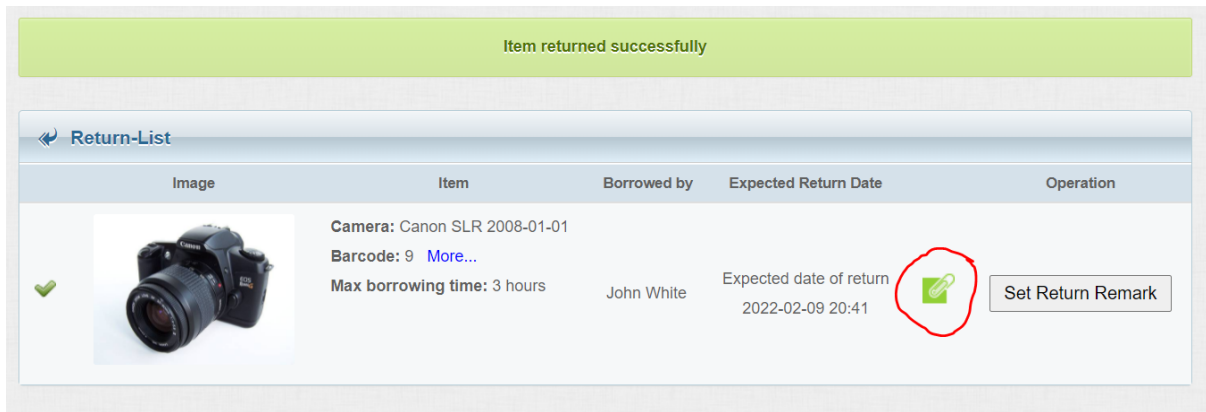 Item returned successfully
Return-List
Image Item Borrowed by Expected Return Date Operation
Camera: Canon SLR 2008-01-01
Barcode: 9 More...
Max borrowing time: 3 hours
John White
Expected date of return
2022-02-09 20:41
Set Return Remark
Canon
EOS